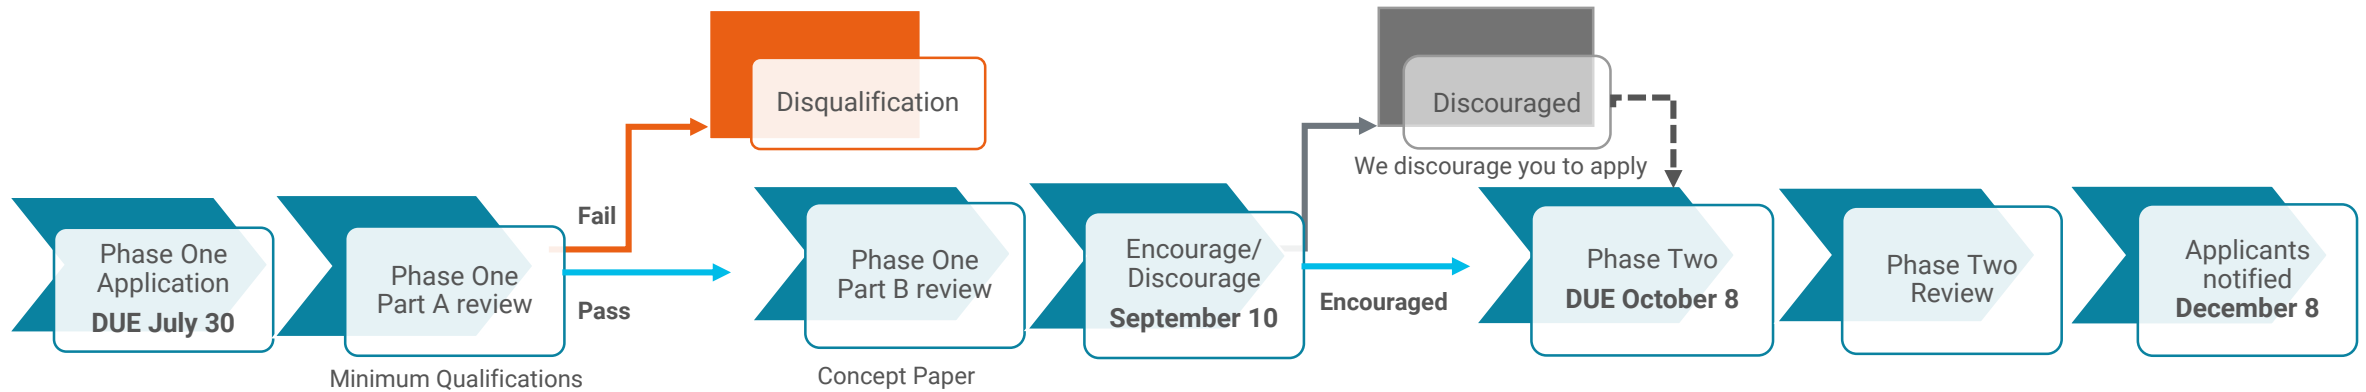 Phase One
Application
DUE July 30
Phase One
Part A review
Minimum Qualifications
Fail
Pass
Disqualification
Phase One
Part B review
Concept Paper
Encourage/
Discourage
September 10
Discouraged
We discourage you to apply
Encouraged
Phase Two
DUE October 8
Phase Two
Review
Applicants
notified
December 8